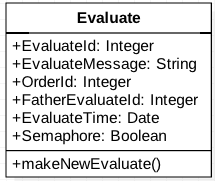 Evaluate
+EvaluateId: Integer
+EvaluateMessage: String
+OrderId: Integer
+FatherEvaluateId: Integer
+EvaluateTime: Date
+Semaphore: Boolean
+makeNewEvaluate()